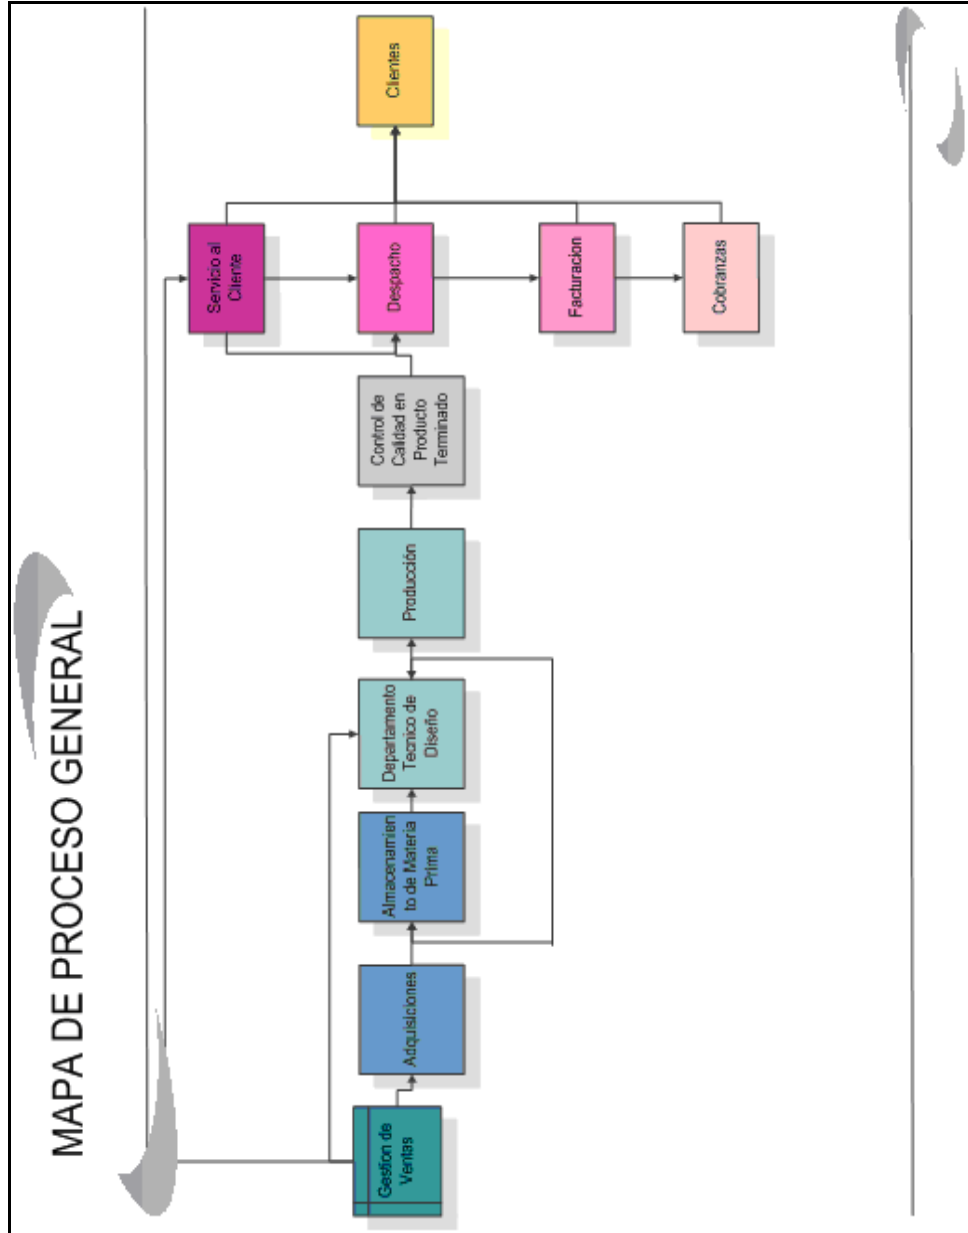 MAPA DE PROCESO GENERAL
Gestion de
Ventas
Adquisiciones
Almacenamien
to de Materia
Prima
Departamento
Tecnico de
Diseño
Producción
Control de
Calidad en
Producto
Terminado
Servicio al
Cliente
Despacho
Facturacion
Cobranzas
Clientes